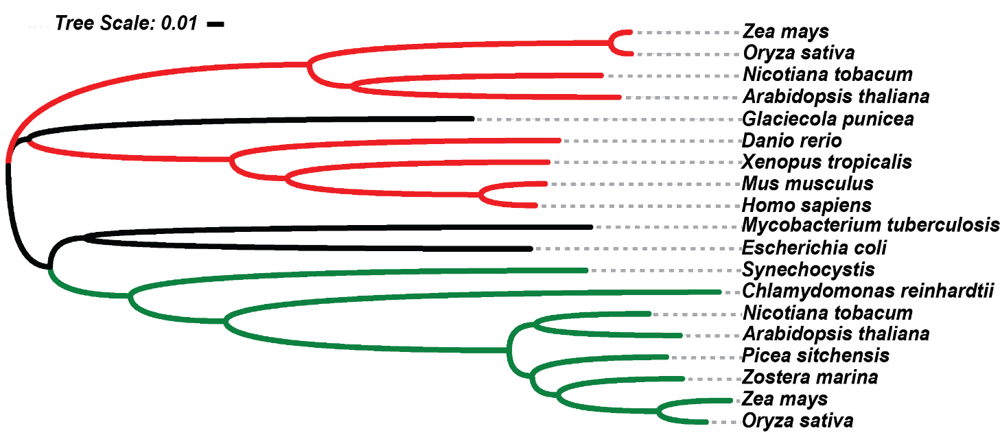 Tree Scale: 0.01
Zea mays
Oryza sativa
Nicotiana tobacum
Arabidopsis thaliana
Glaciecola punicea
Danio rerio
Xenopus tropicalis
Mus musculus
Homo sapiens
Mycobacterium tuberculosis
Escherichia coli
Synechocystis
Chlamydomonas reinhardtii
Nicotiana tobacum
Arabidopsis thaliana
Picea sitchensis
Zostera marina
Zea mays
Oryza sativa